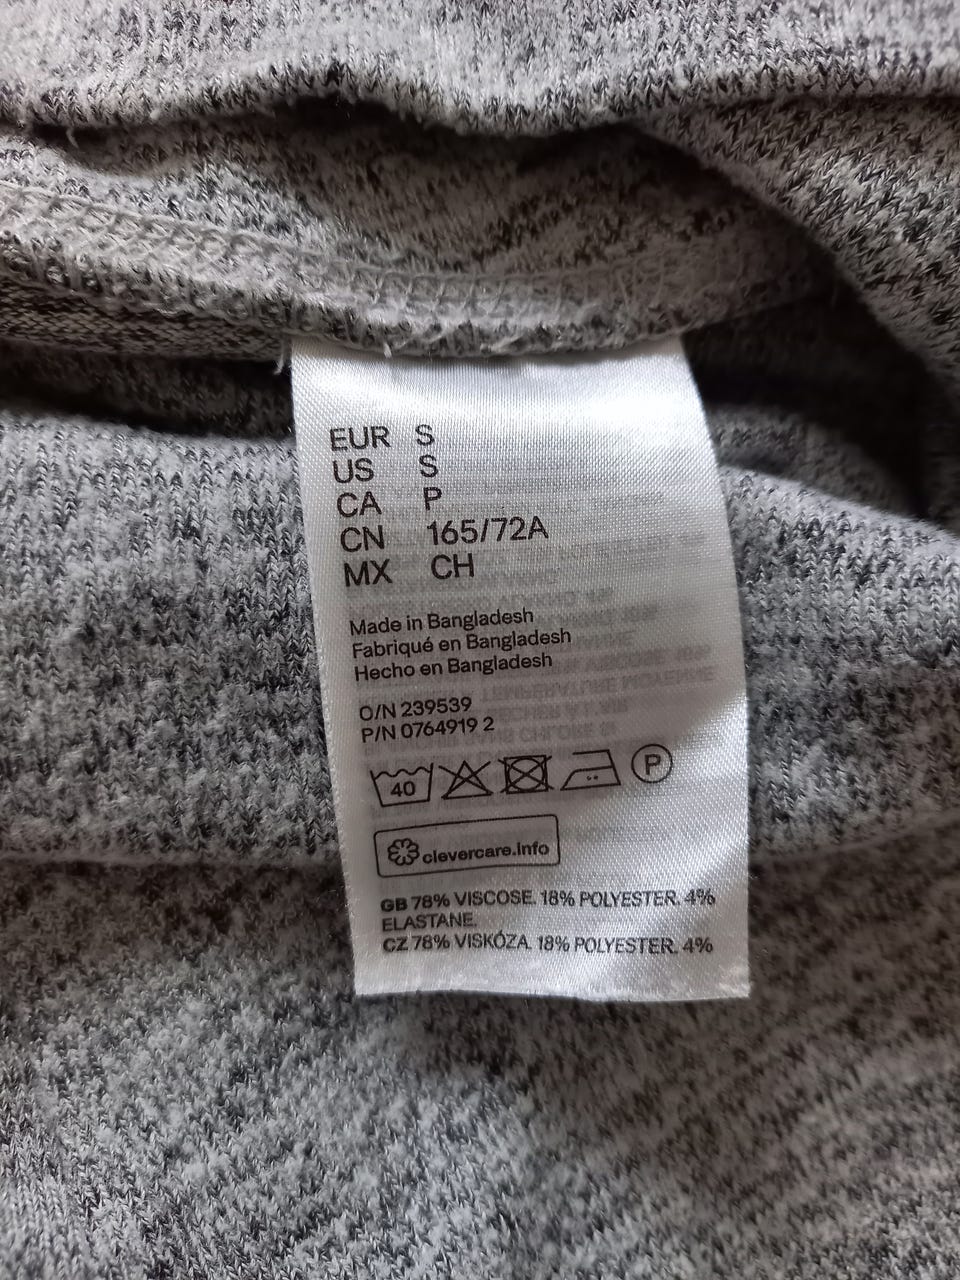 EUR S
US S
CA P
CN 165/72A
MX CH
Made in Bangladesh
Fabriqué en Bangladesh
Hecho en Bangladesh
O/N 239539
P/N 0764919 2
40 P
clevercare.info
GB 78% VISCOSE. 18% POLYESTER. 4%
ELASTANE.
CZ 78% VISKÓZA. 18% POLYESTER. 4%